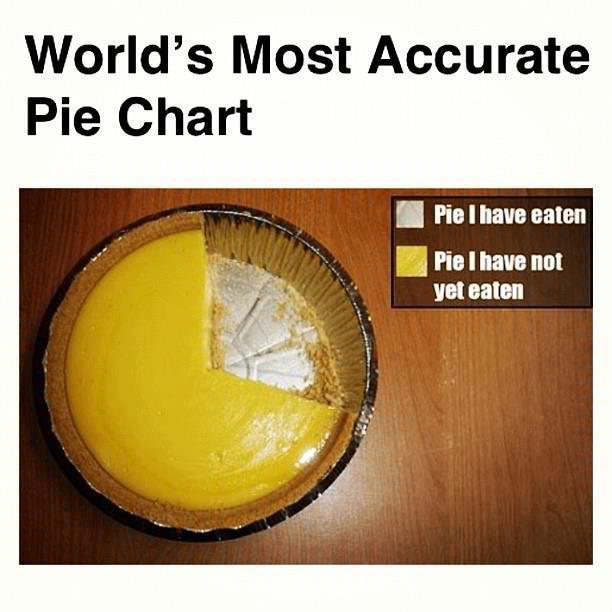 World’s Most Accurate
Pie Chart
Pie I have eaten
Pie I have not
yet eaten